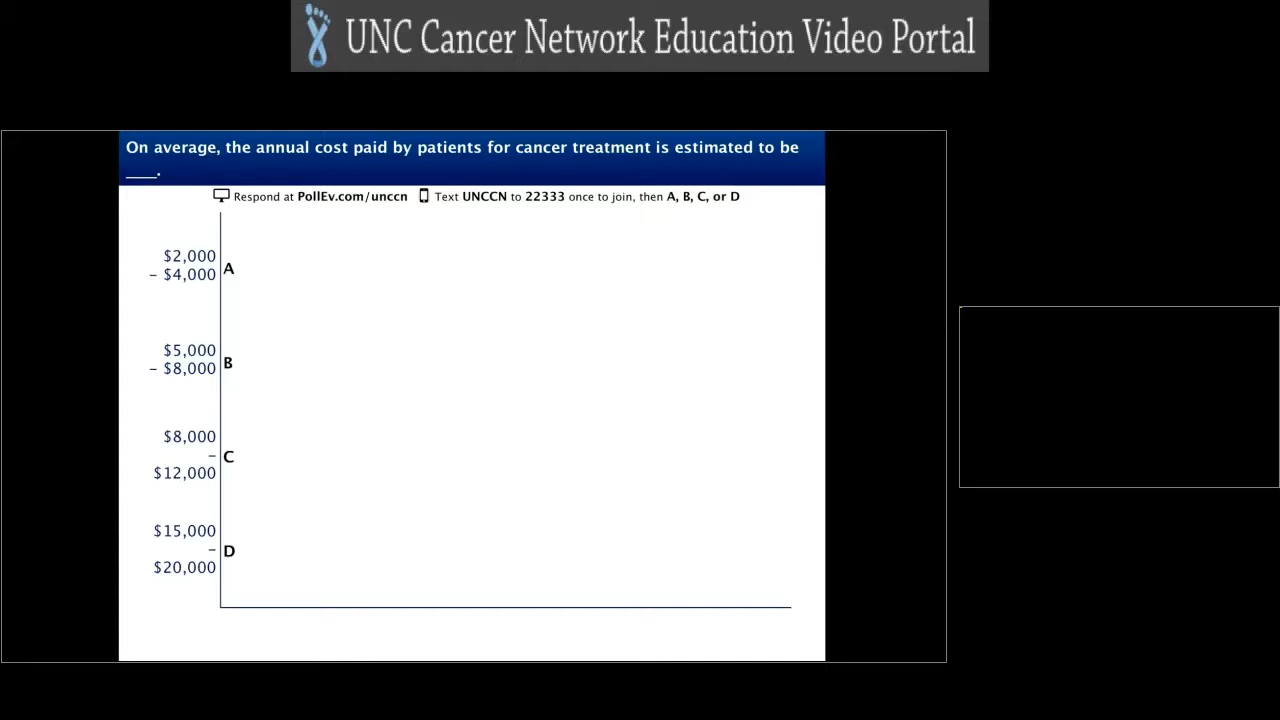 UNC Cancer Network Education Video Portal
On average, the annual cost paid by patients for cancer treatment is estimated to be
____.
Respond at PollEv.com/unccn Text UNCCN to 22333 once to join, then A, B, C, or D
$2,000
– $4,000
A
$5,000
– $8,000
B
$8,000
–
$12,000
C
$15,000
–
$20,000
D